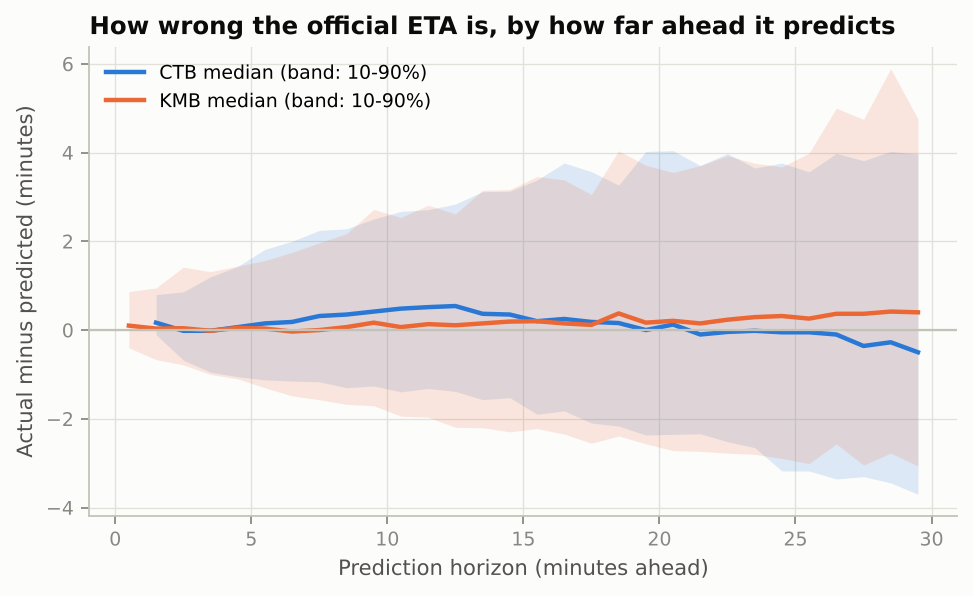 How wrong the official ETA is, by how far ahead it predicts
CTB median (band: 10-90%)
KMB median (band: 10-90%)
Actual minus predicted (minutes)
6
4
2
0
−2
−4
0 5 10 15 20 25 30
Prediction horizon (minutes ahead)